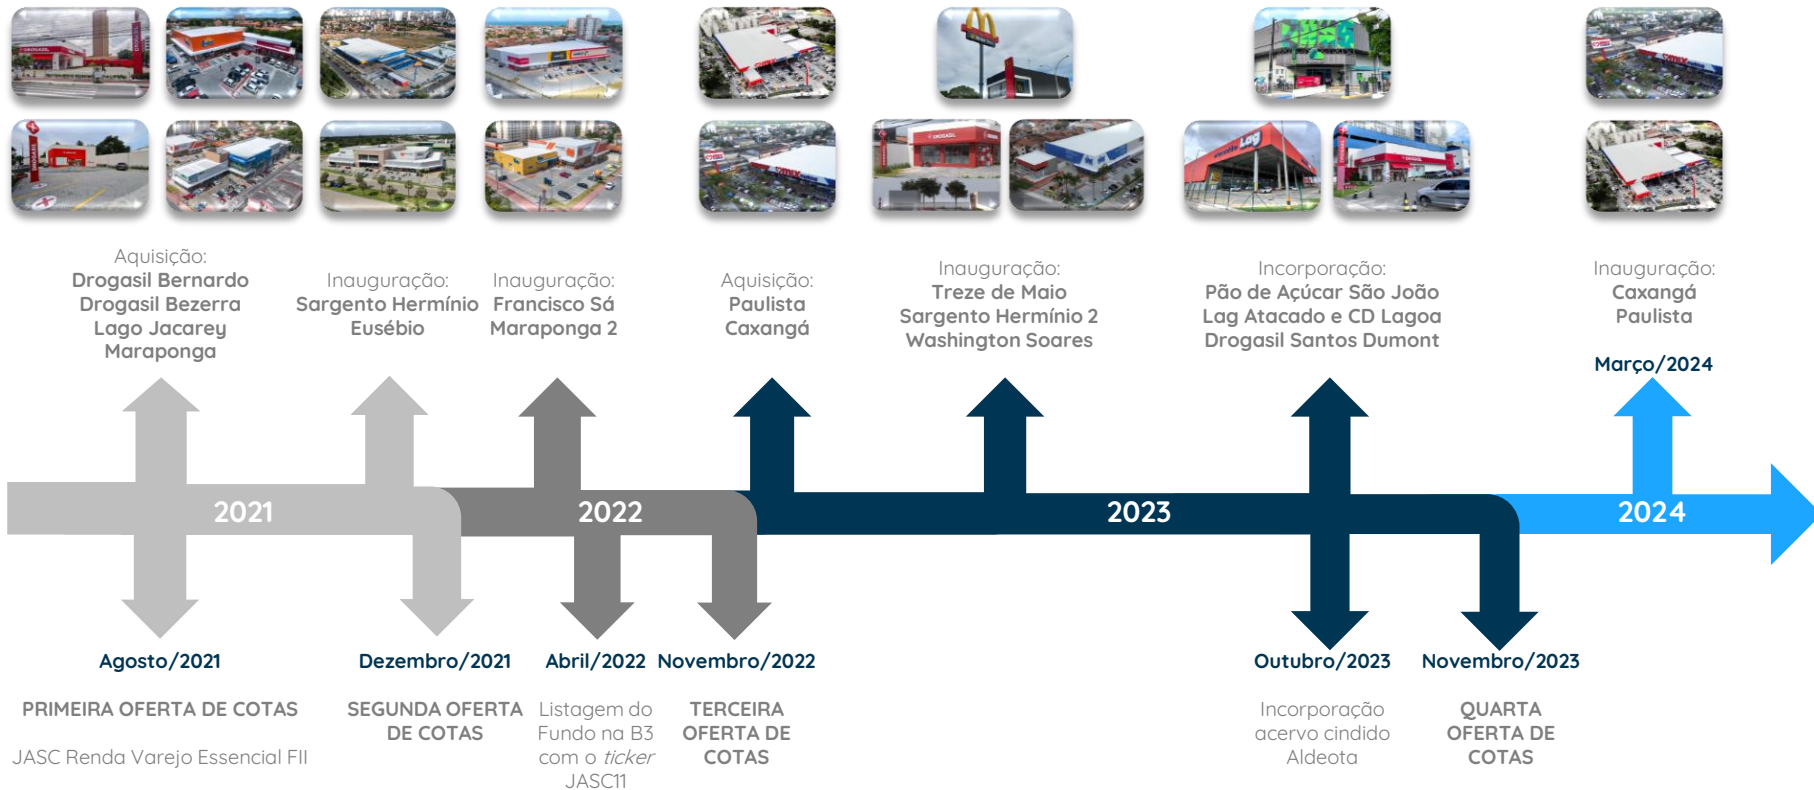 Aquisição:
Drogasil Bernardo
Drogasil Bezerra
Lago Jacarey
Maraponga
Inauguração:
Sargento Hermínio
Eusébio
Inauguração:
Francisco Sá
Maraponga 2
Aquisição:
Paulista
Caxangá
Inauguração:
Treze de Maio
Sargento Hermínio 2
Washington Soares
Incorporação:
Pão de Açúcar São João
Lag Atacado e CD Lagoa
Drogasil Santos Dumont
Inauguração:
Caxangá
Paulista
Março/2024
2021
2022
2023
2024
Agosto/2021
PRIMEIRA OFERTA DE COTAS
JASC Renda Varejo Essencial FII
Dezembro/2021
SEGUNDA OFERTA
DE COTAS
Abril/2022
Listagem do
Fundo na B3
com o ticker
JASC11
Novembro/2022
TERCEIRA
OFERTA DE
COTAS
Outubro/2023
Incorporação
acervo cindido
Aldeota
Novembro/2023
QUARTA
OFERTA DE
COTAS